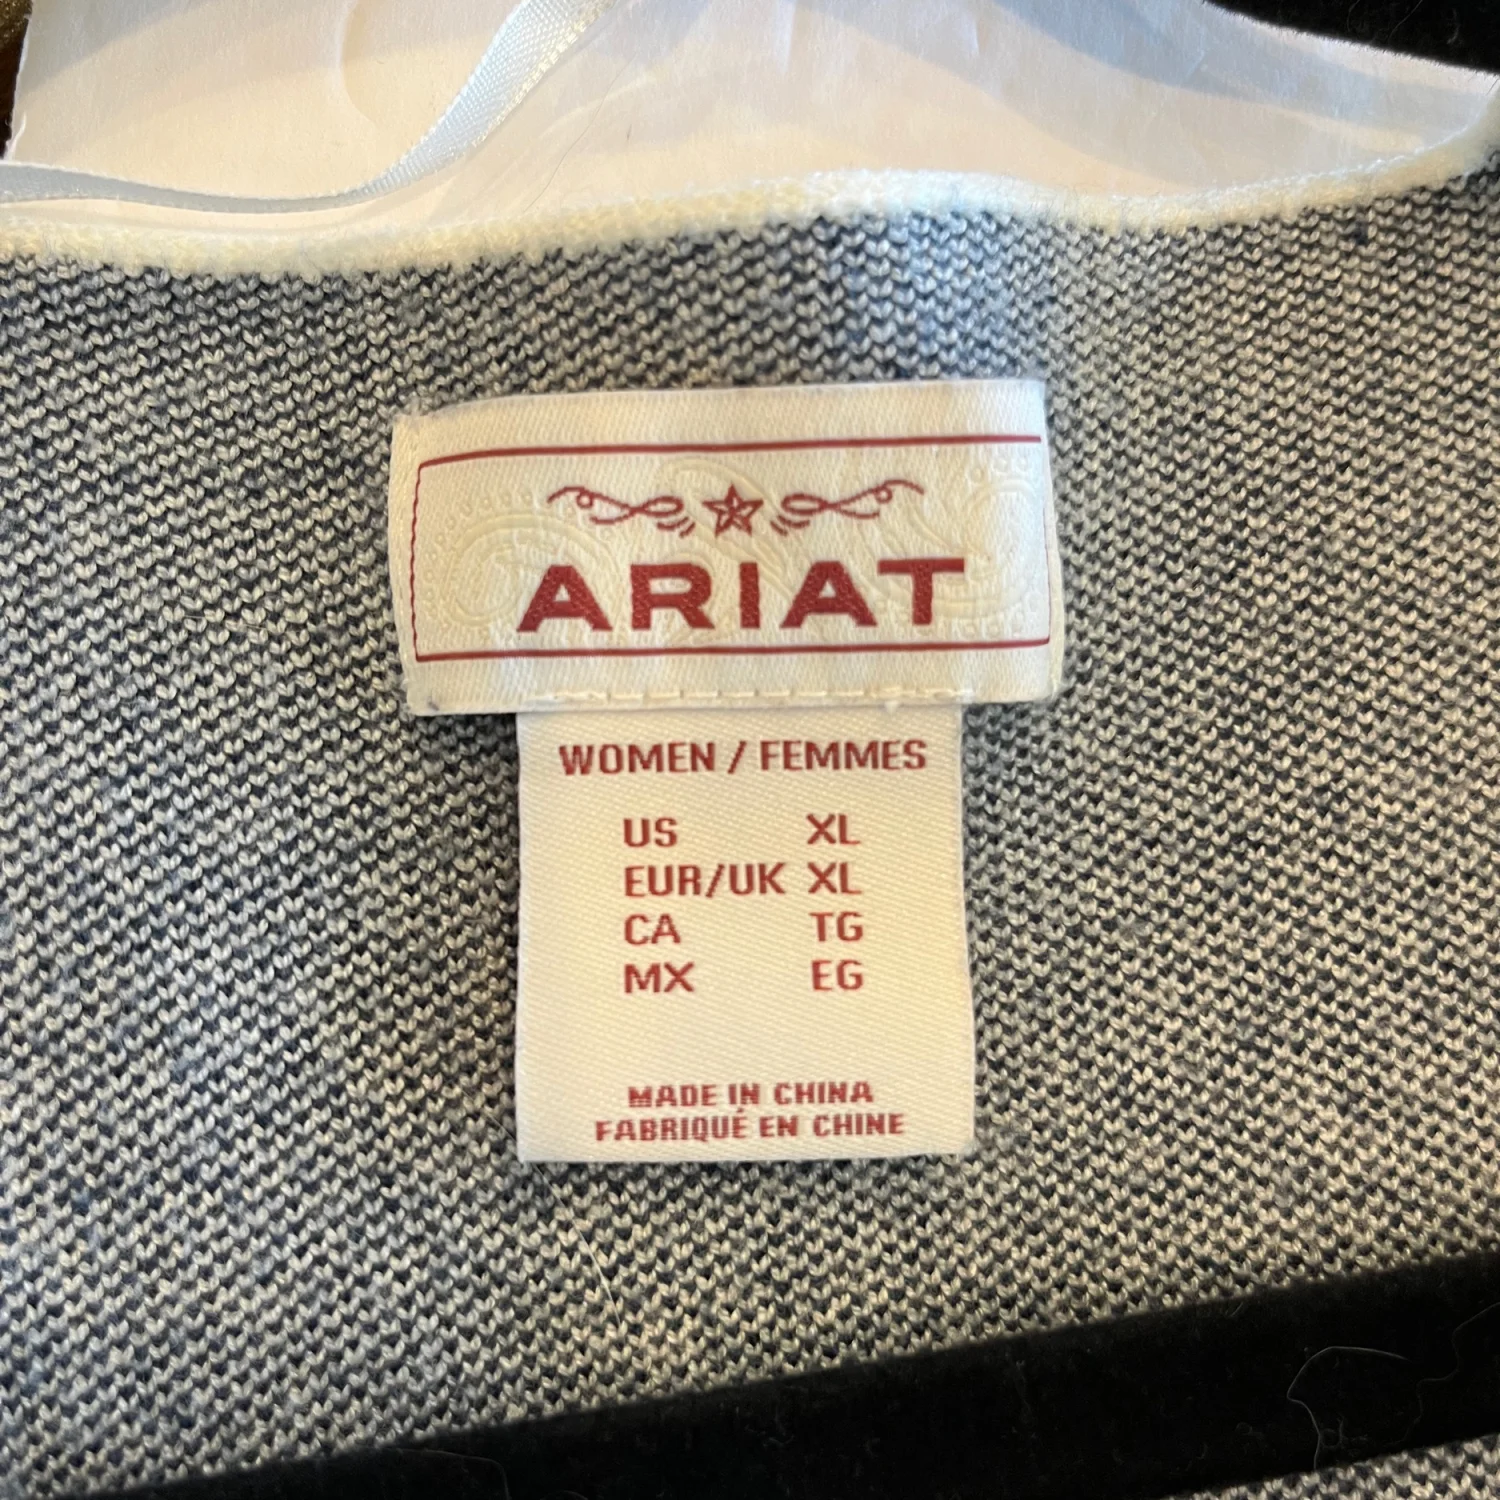 ARIAT
WOMEN / FEMMES
US XL
EUR/UK XL
CA TG
MX EG
MADE IN CHINA
FABRIQUÉ EN CHINE